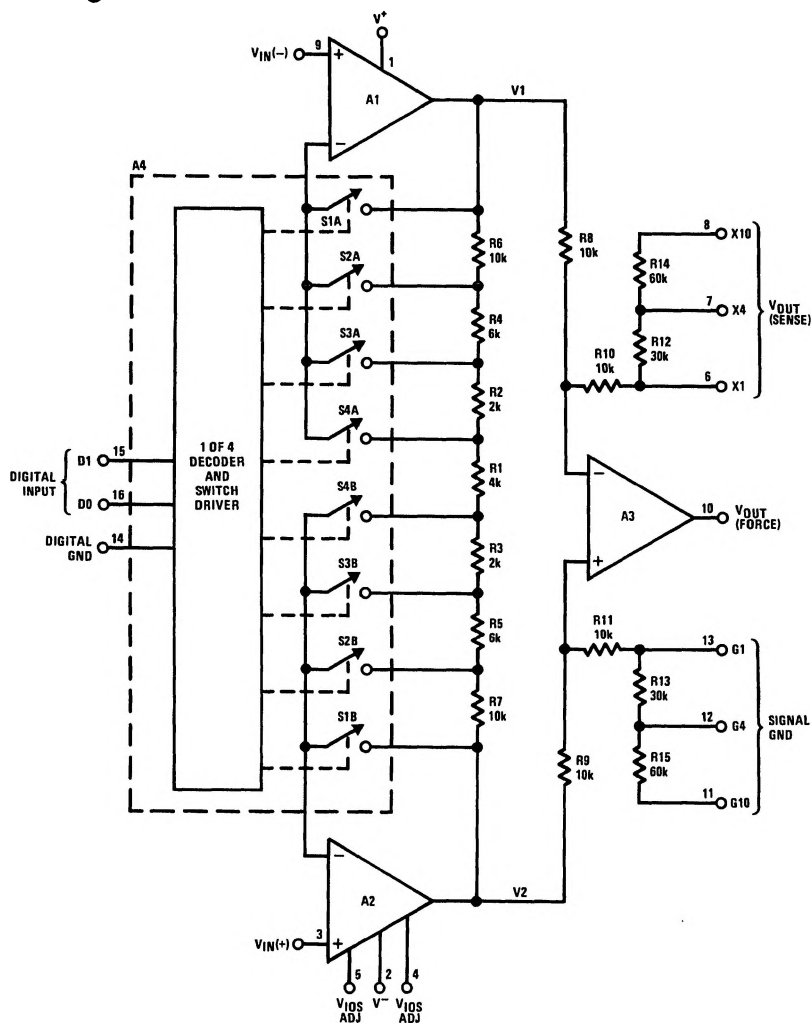 V+
VIN(−) 9 + 1
A1
V1
−
A4
S1A
R6 10k
R8 10k
8 X10
R14 60k
S2A
R4 6k
7 X4
VOUT (SENSE)
S3A
R12 30k
R10 10k
R2 2k
6 X1
S4A
1 OF 4 DECODER AND SWITCH DRIVER
DIGITAL INPUT
D1 15
R1 4k
−
D0 16
S4B
A3
10 VOUT (FORCE)
DIGITAL GND 14
R3 2k
+
S3B
R11 10k
13 G1
R5 6k
R13 30k
S2B
12 G4
SIGNAL GND
R7 10k
R9 10k
R15 60k
S1B
11 G10
−
A2
V2
VIN(+) 3 +
5 2 4
VIOS ADJ
V−
VIOS ADJ